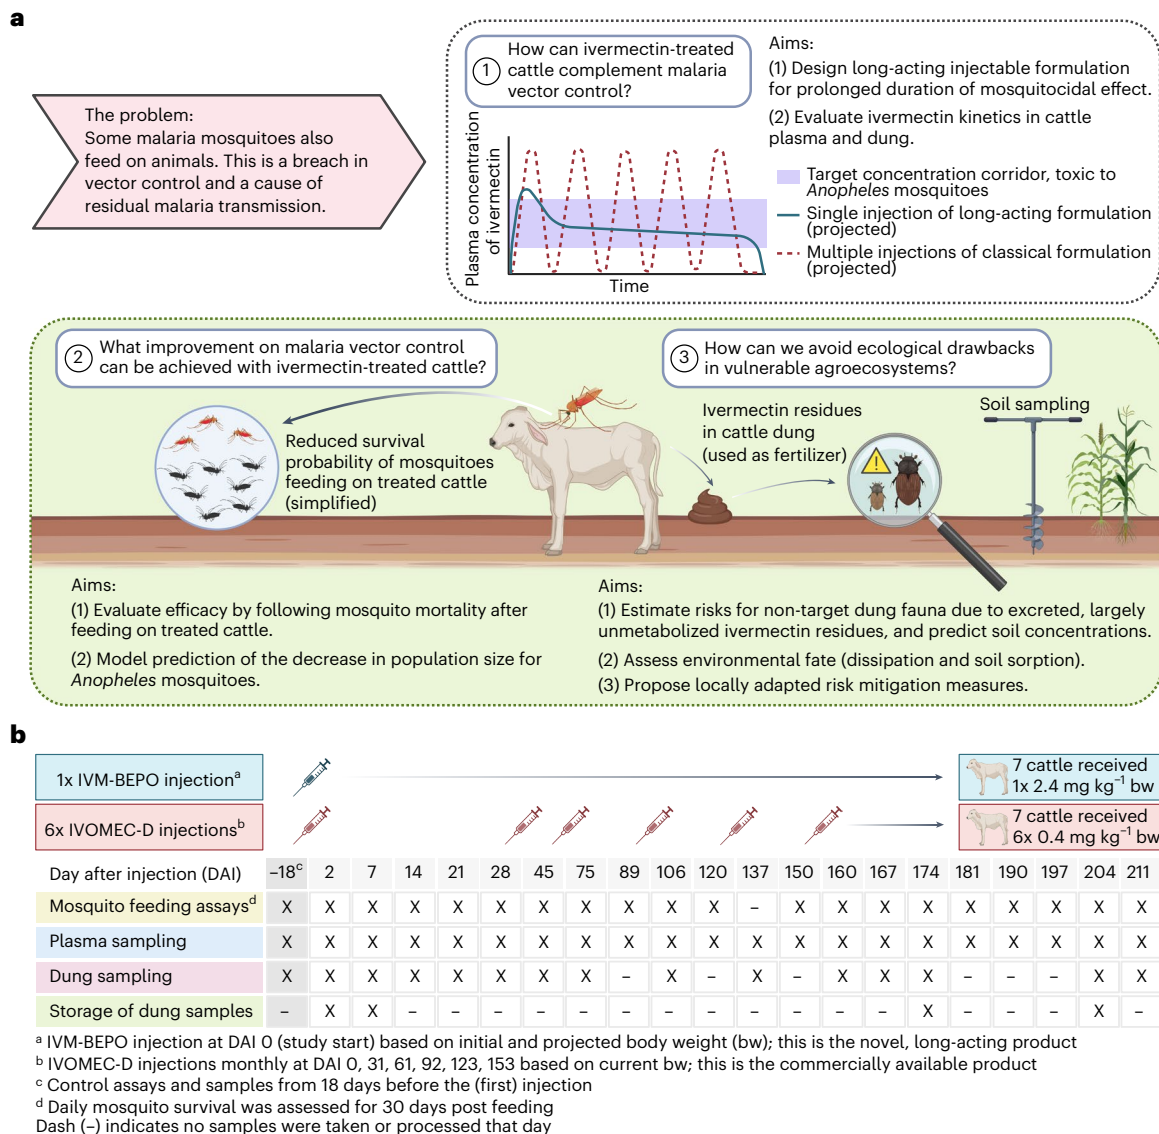 a
The problem:
Some malaria mosquitoes also
feed on animals. This is a breach in
vector control and a cause of
residual malaria transmission.
1
How can ivermectin-treated
cattle complement malaria
vector control?
Plasma concentration
of ivermectin
Time
Aims:
(1) Design long-acting injectable formulation
for prolonged duration of mosquitocidal effect.
(2) Evaluate ivermectin kinetics in cattle
plasma and dung.
Target concentration corridor, toxic to
Anopheles mosquitoes
Single injection of long-acting formulation
(projected)
Multiple injections of classical formulation
(projected)
2
What improvement on malaria vector control
can be achieved with ivermectin-treated cattle?
Reduced survival
probability of mosquitoes
feeding on treated cattle
(simplified)
3
How can we avoid ecological drawbacks
in vulnerable agroecosystems?
Ivermectin residues
in cattle dung
(used as fertilizer)
Soil sampling
Aims:
(1) Evaluate efficacy by following mosquito mortality after
feeding on treated cattle.
(2) Model prediction of the decrease in population size for
Anopheles mosquitoes.
Aims:
(1) Estimate risks for non-target dung fauna due to excreted, largely
unmetabolized ivermectin residues, and predict soil concentrations.
(2) Assess environmental fate (dissipation and soil sorption).
(3) Propose locally adapted risk mitigation measures.
b
1x IVM-BEPO injectionᵃ
7 cattle received
1x 2.4 mg kg⁻¹ bw
6x IVOMEC-D injectionsᵇ
7 cattle received
6x 0.4 mg kg⁻¹ bw
Day after injection (DAI) –18ᶜ 2 7 14 21 28 45 75 89 106 120 137 150 160 167 174 181 190 197 204 211
Mosquito feeding assaysᵈ X X X X X X X X X X X – X X X X X X X X X
Plasma sampling X X X X X X X X X X X X X X X X X X X X X
Dung sampling X X X X X X X X – X – X – X X X – – – X X
Storage of dung samples – X X – – – – – – – – – – – – X – – – X –
ᵃ IVM-BEPO injection at DAI 0 (study start) based on initial and projected body weight (bw); this is the novel, long-acting product
ᵇ IVOMEC-D injections monthly at DAI 0, 31, 61, 92, 123, 153 based on current bw; this is the commercially available product
ᶜ Control assays and samples from 18 days before the (first) injection
ᵈ Daily mosquito survival was assessed for 30 days post feeding
Dash (–) indicates no samples were taken or processed that day